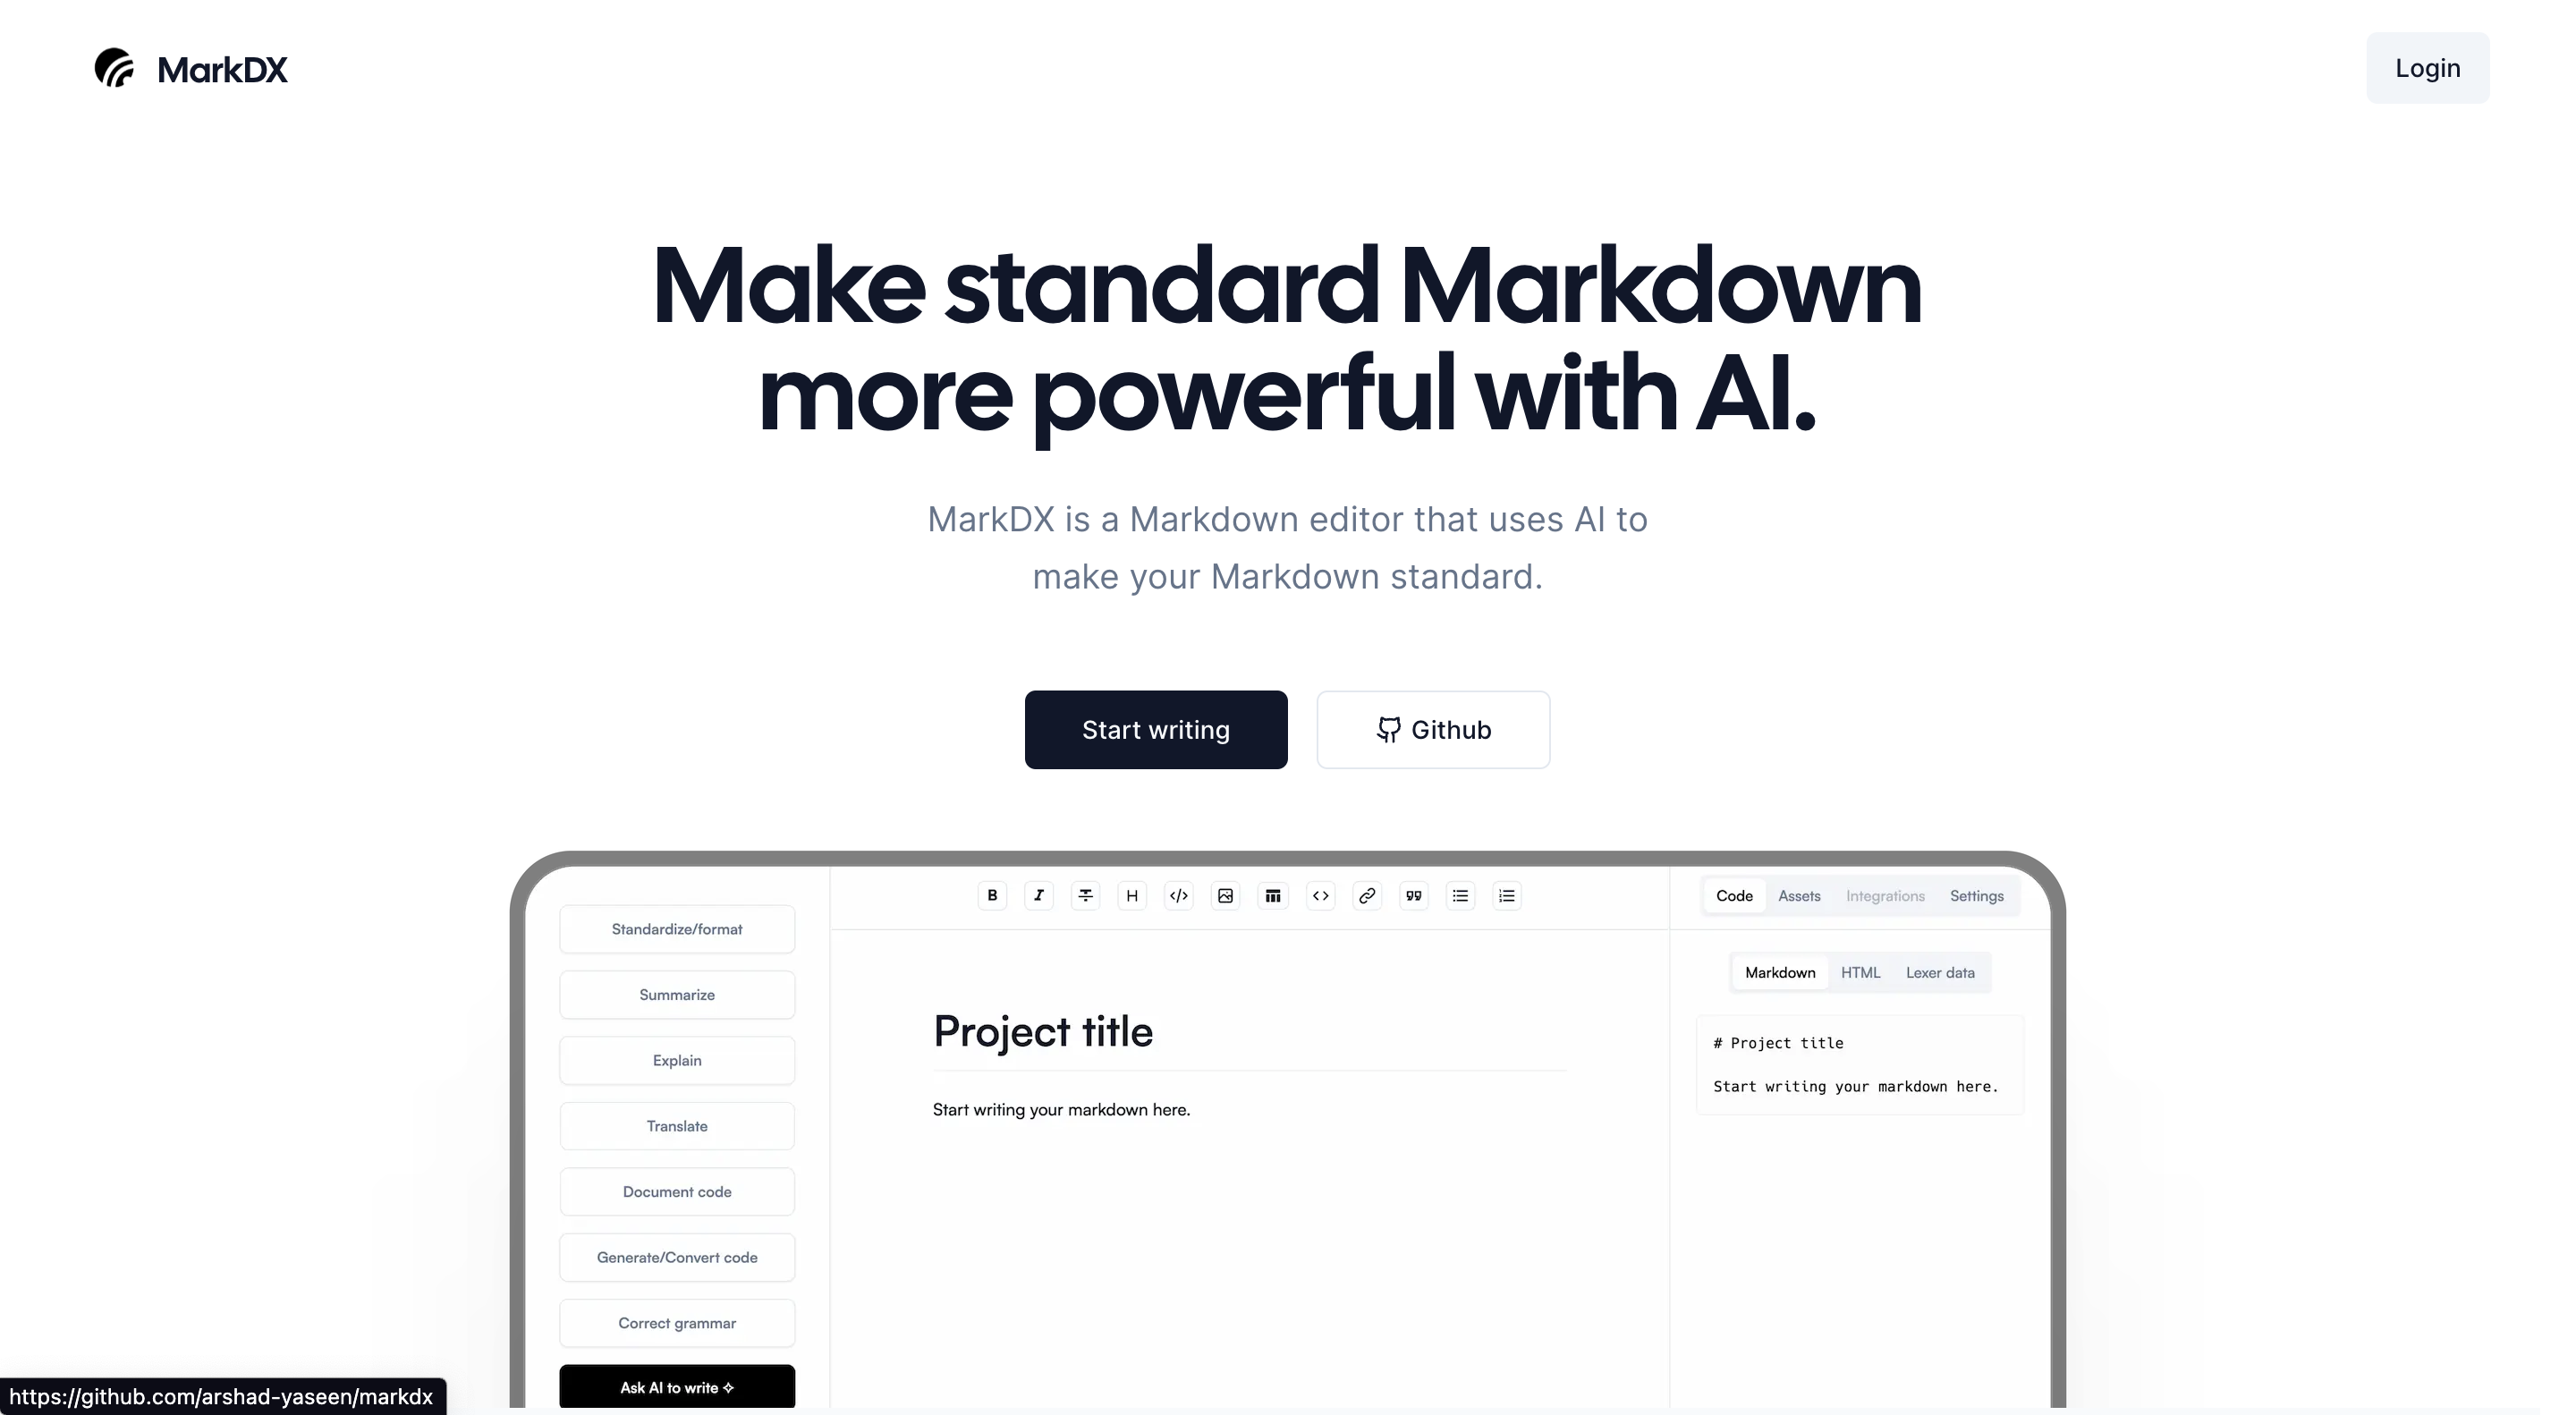 MarkDX
Login
Make standard Markdown
more powerful with AI.
MarkDX is a Markdown editor that uses AI to
make your Markdown standard.
Start writing
Github
B I H
Code Assets Integrations Settings
Standardize/format
Summarize
Explain
Translate
Document code
Generate/Convert code
Correct grammar
Ask AI to write
Project title
Start writing your markdown here.
Markdown HTML Lexer data
# Project title
Start writing your markdown here.
https://github.com/arshad-yaseen/markdx